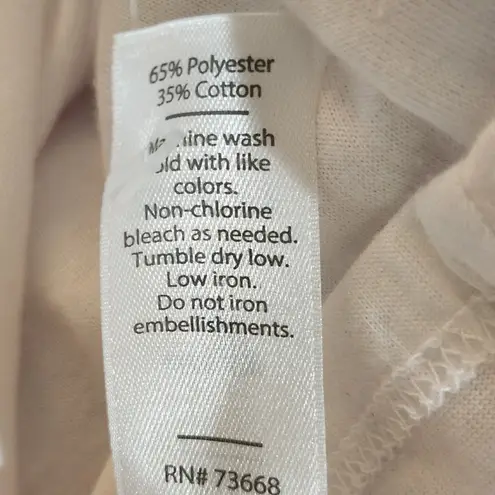 65% Polyester
35% Cotton
wash
with like
colors.
Non-chlorine
bleach as needed.
Tumble dry low.
Low iron.
Do not iron
embellishments.
RN# 73668